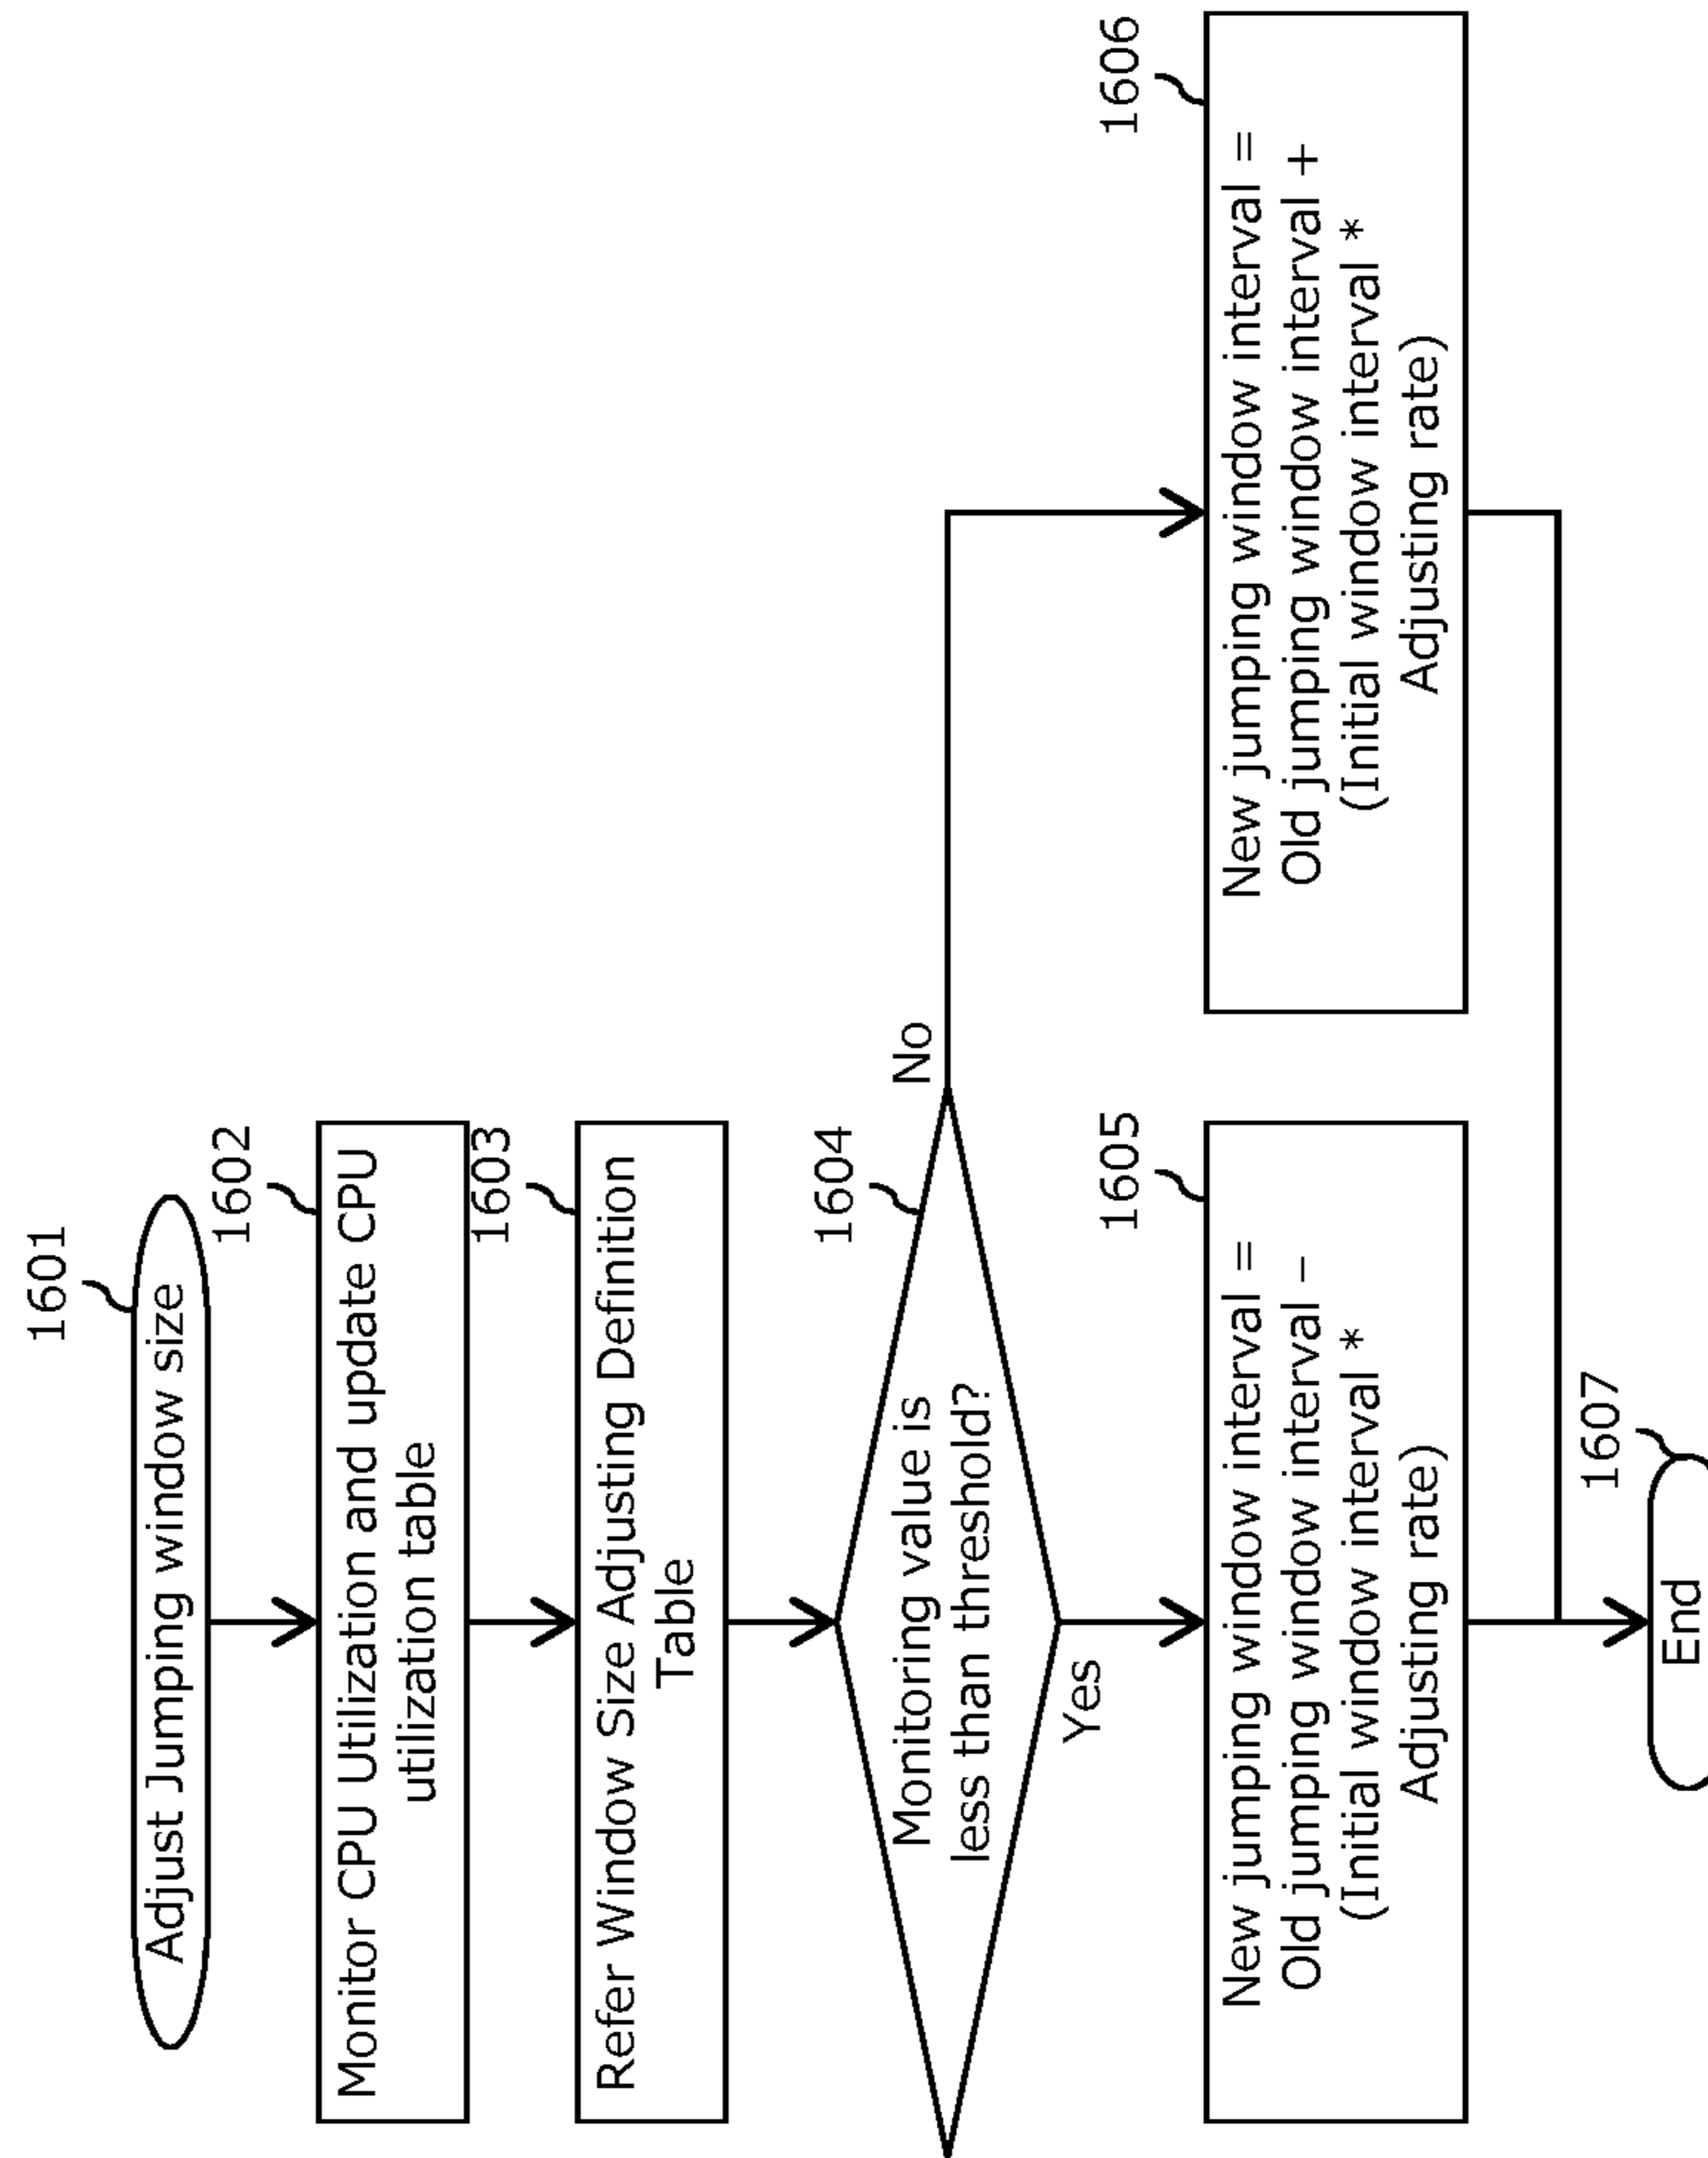 1601
Adjust Jumping window size
1602
Monitor CPU Utilization and update CPU
utilization table
1603
Refer Window Size Adjusting Definition
Table
1604
Monitoring value is
less than threshold?
No
Yes
1605
New jumping window interval =
Old jumping window interval –
(Initial window interval *
Adjusting rate)
1606
New jumping window interval =
Old jumping window interval +
(Initial window interval *
Adjusting rate)
1607
End